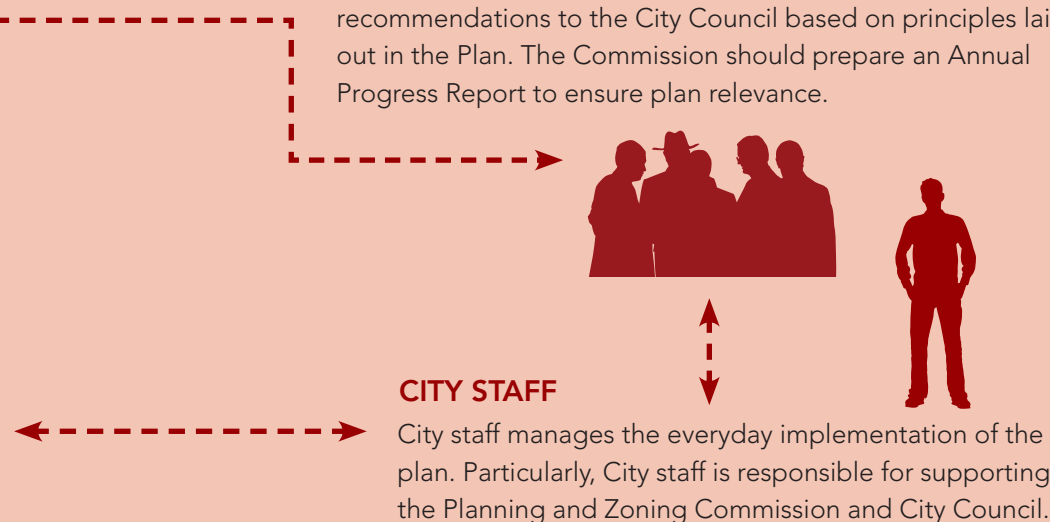 recommendations to the City Council based on principles lai
out in the Plan. The Commission should prepare an Annual
Progress Report to ensure plan relevance.
CITY STAFF
City staff manages the everyday implementation of the
plan. Particularly, City staff is responsible for supporting
the Planning and Zoning Commission and City Council.